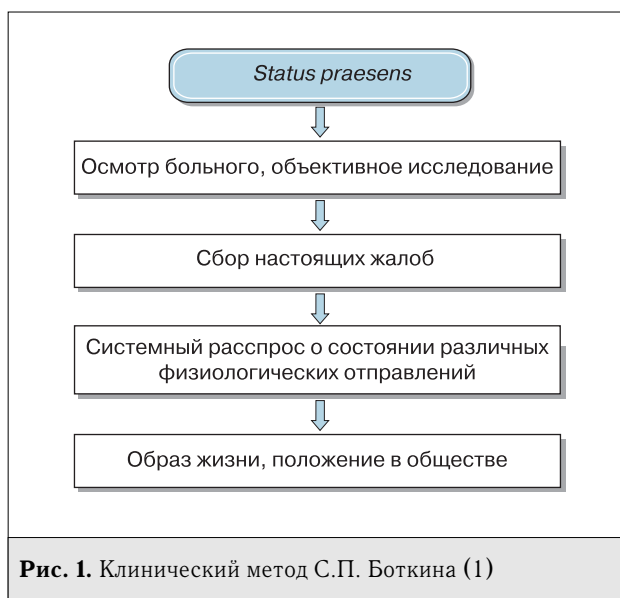 Status praesens
Осмотр больного, объективное исследование
Сбор настоящих жалоб
Системный расспрос о состоянии различных
физиологических отправлений
Образ жизни, положение в обществе
Рис. 1. Клинический метод С.П. Боткина (1)